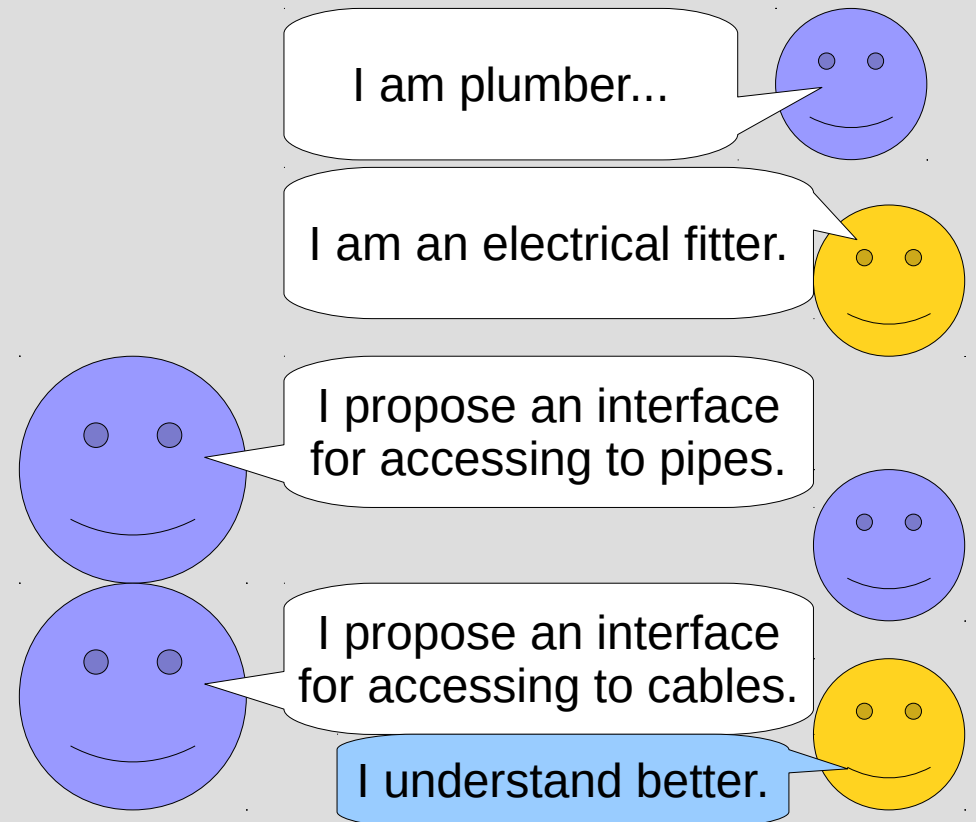 I am plumber...
I am an electrical fitter.
I propose an interface
for accessing to pipes.
I propose an interface
for accessing to cables.
I understand better.